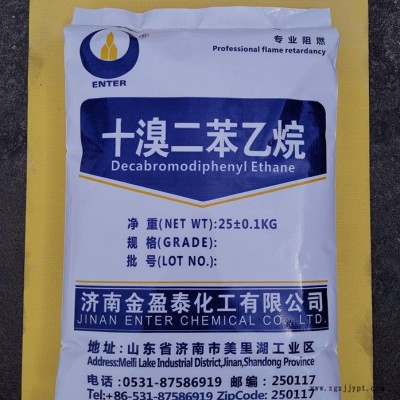 专业阻燃
Professional flame retardancy
ENTER
十溴二苯乙烷
Decabromodiphenyl Ethane
净 重(NET WT):25±0.1KG
规 格(GRADE):
批 号(LOT NO.):
济南金盈泰化工有限公司
JINAN ENTER CHEMICAL CO., LTD.
地址: 山东省济南市美里湖工业区
Address:Meili Lake Industrial District,Jinan,Shandong Province
电话:0531-87586919 邮编: 250117
Tel:+86-531-87586919 ZipCode: 250117
www.zgzjjypt.com